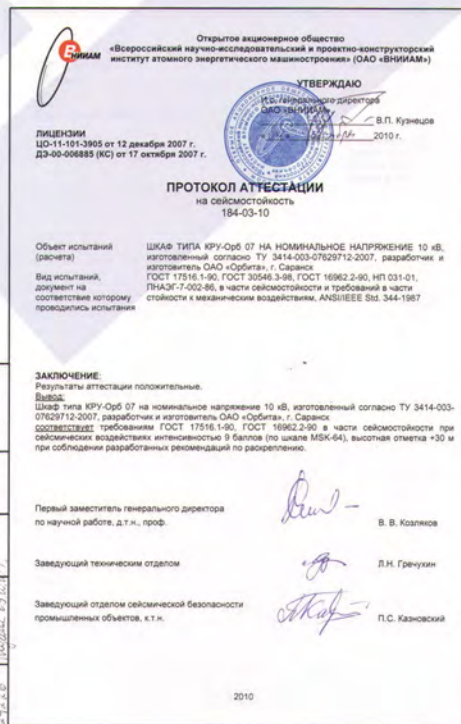 ВНИИАМ
Открытое акционерное общество
«Всероссийский научно-исследовательский и проектно-конструкторский
институт атомного энергетического машиностроения» (ОАО «ВНИИАМ»)
УТВЕРЖДАЮ
И.о. генерального директора
ОАО «ВНИИАМ»
В.П. Кузнецов
2010 г.
ЛИЦЕНЗИИ
ЦО-11-101-3905 от 12 декабря 2007 г.
ДЭ-00-006885 (КС) от 17 октября 2007 г.
ПРОТОКОЛ АТТЕСТАЦИИ
на сейсмостойкость
184-03-10
Объект испытаний
(расчета)
ШКАФ ТИПА КРУ-Орб 07 НА НОМИНАЛЬНОЕ НАПРЯЖЕНИЕ 10 кВ,
изготовленный согласно ТУ 3414-003-07629712-2007, разработчик и
изготовитель ОАО «Орбита», г. Саранск
Вид испытаний,
документ на
соответствие которому
проводились испытания
ГОСТ 17516.1-90, ГОСТ 30546.3-98, ГОСТ 16962.2-90, НП 031-01,
ПНАЭГ-7-002-86, в части сейсмостойкости и требований в части
стойкости к механическим воздействиям, ANSI/IEEE Std. 344-1987
ЗАКЛЮЧЕНИЕ:
Результаты аттестации положительные.
Вывод:
Шкаф типа КРУ-Орб 07 на номинальное напряжение 10 кВ, изготовленный согласно ТУ 3414-003-
07629712-2007, разработчик и изготовитель ОАО «Орбита», г. Саранск
соответствует требованиям ГОСТ 17516.1-90, ГОСТ 16962.2-90 в части сейсмостойкости при
сейсмических воздействиях интенсивностью 9 баллов (по шкале MSK-64), высотная отметка +30 м
при соблюдении разработанных рекомендаций по раскреплению.
Первый заместитель генерального директора
по научной работе, д.т.н., проф.
В. В. Козляков
Заведующий техническим отделом
Л.Н. Гречухин
Заведующий отделом сейсмической безопасности
промышленных объектов, к.т.н.
П.С. Казновский
2010